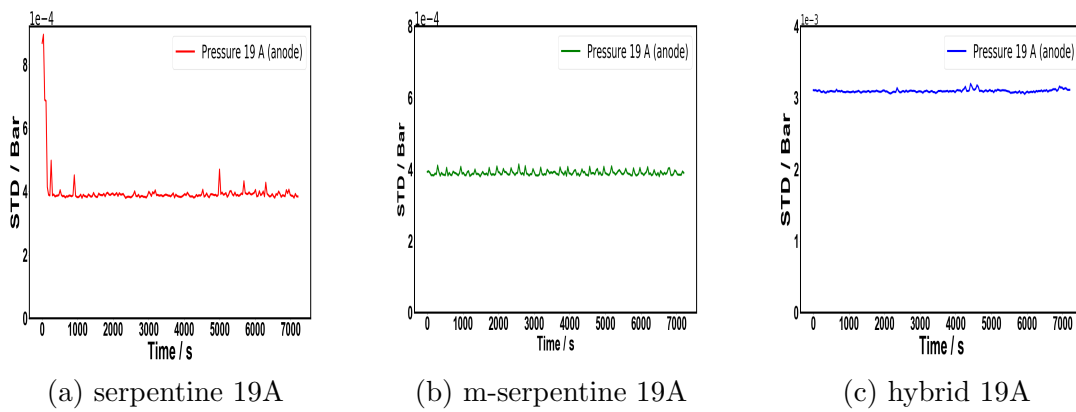 1e−4
Pressure 19 A (anode)
8
6
4
2
0
STD / Bar
0 1000 2000 3000 4000 5000 6000 7000
Time / s
(a) serpentine 19A
1e−4
Pressure 19 A (anode)
8
6
4
2
0
STD / Bar
0 1000 2000 3000 4000 5000 6000 7000
Time / s
(b) m-serpentine 19A
1e−3
Pressure 19 A (anode)
4
3
2
1
0
STD / Bar
0 1000 2000 3000 4000 5000 6000 7000
Time / s
(c) hybrid 19A